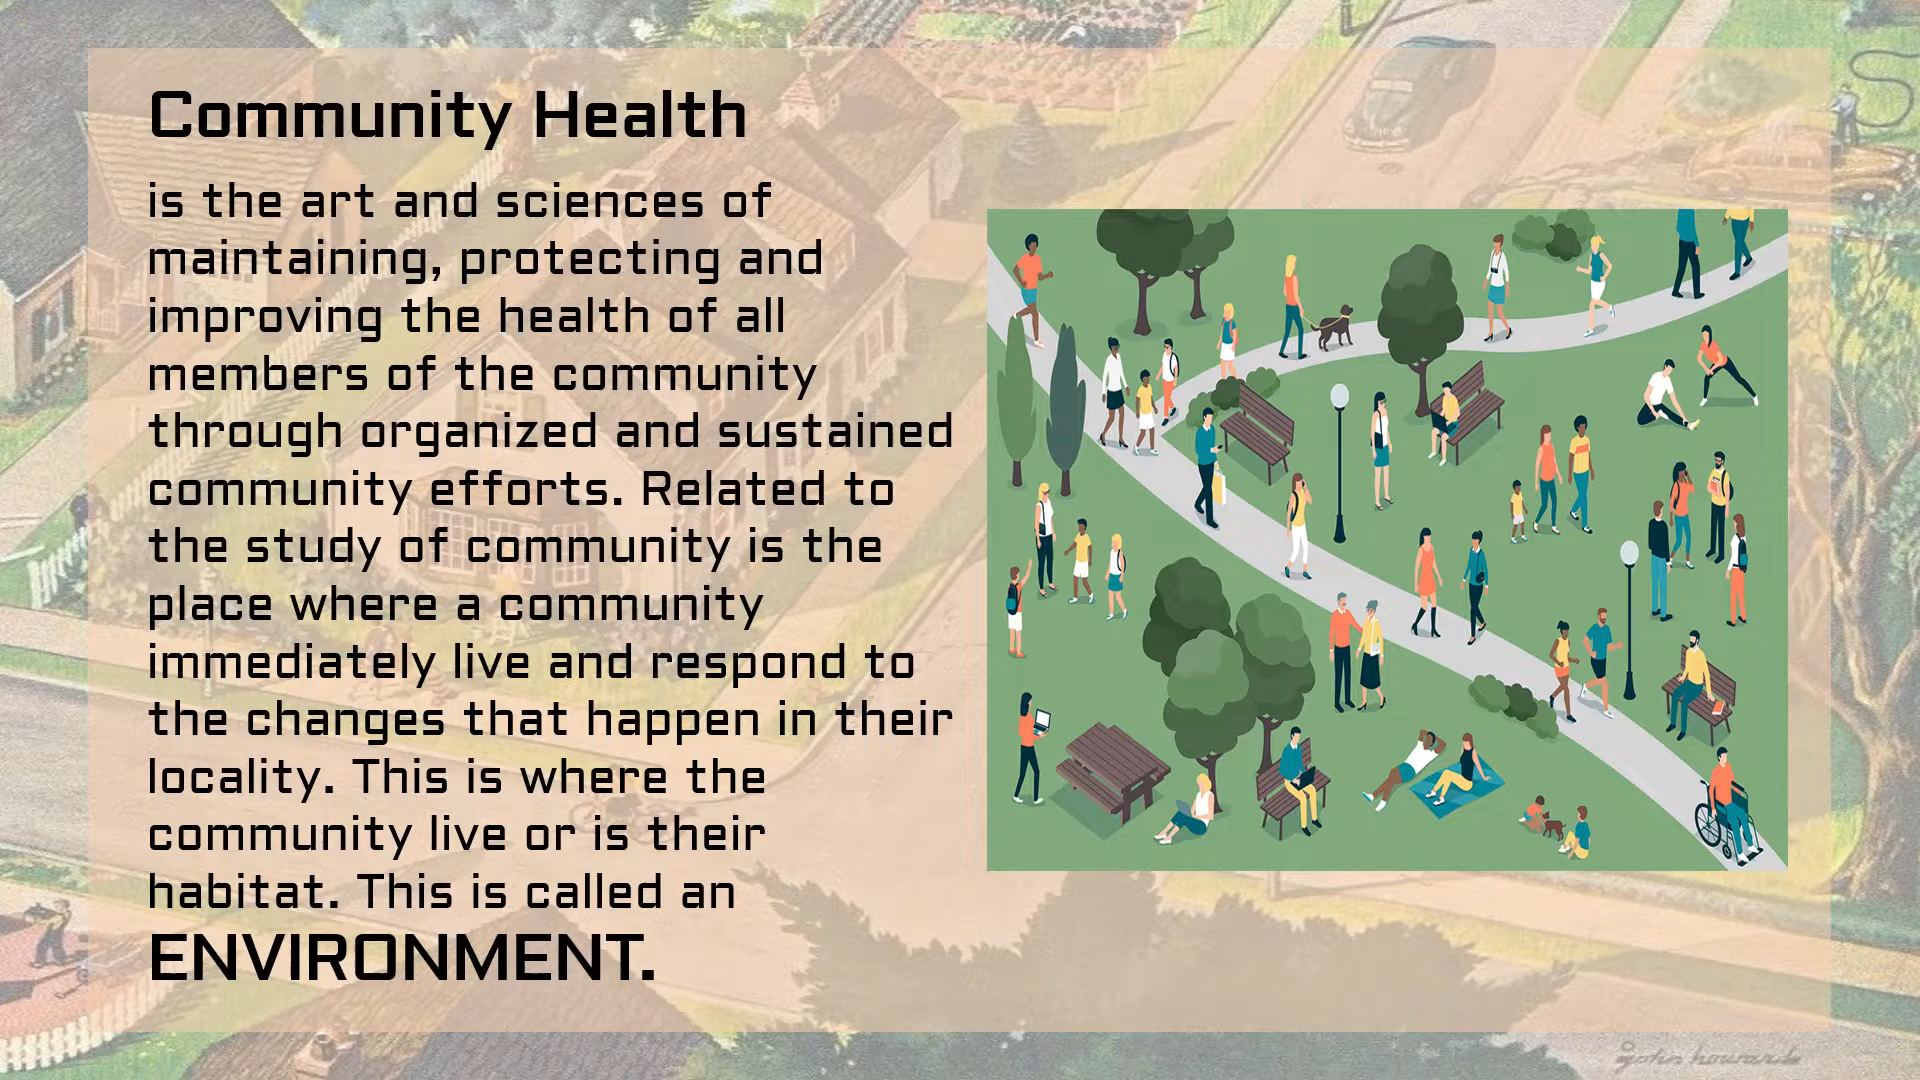 Community Health
is the art and sciences of
maintaining, protecting and
improving the health of all
members of the community
through organized and sustained
community efforts. Related to
the study of community is the
place where a community
immediately live and respond to
the changes that happen in their
locality. This is where the
community live or is their
habitat. This is called an
ENVIRONMENT.
john howard